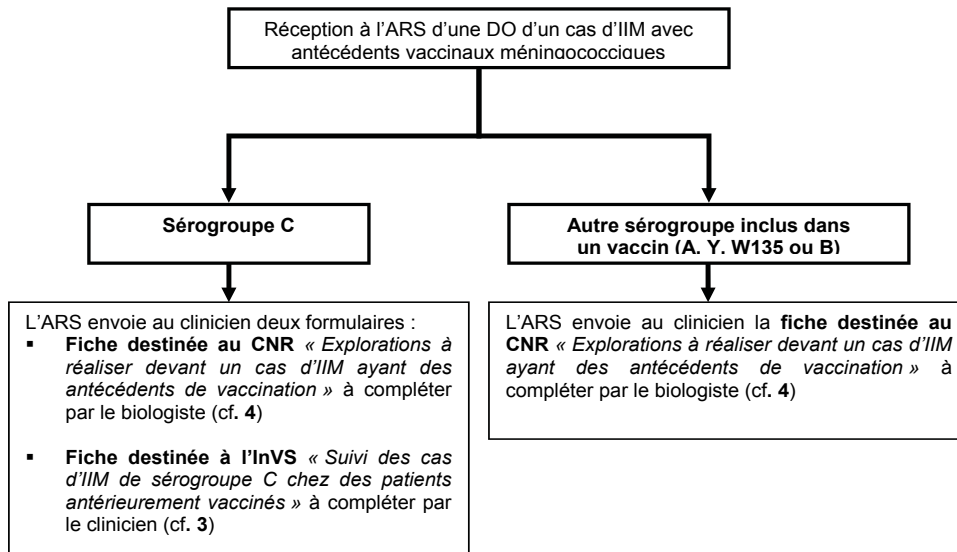 Réception à l'ARS d'une DO d'un cas d'IIM avec
antécédents vaccinaux méningococciques
Sérogroupe C
Autre sérogroupe inclus dans
un vaccin (A, Y, W135 ou B)
L'ARS envoie au clinicien deux formulaires :
▪ Fiche destinée au CNR « Explorations à
réaliser devant un cas d'IIM ayant des
antécédents de vaccination » à compléter
par le biologiste (cf. 4)
▪ Fiche destinée à l'InVS « Suivi des cas
d'IIM de sérogroupe C chez des patients
antérieurement vaccinés » à compléter par
le clinicien (cf. 3)
L'ARS envoie au clinicien la fiche destinée au
CNR « Explorations à réaliser devant un cas d'IIM
ayant des antécédents de vaccination » à
compléter par le biologiste (cf. 4)